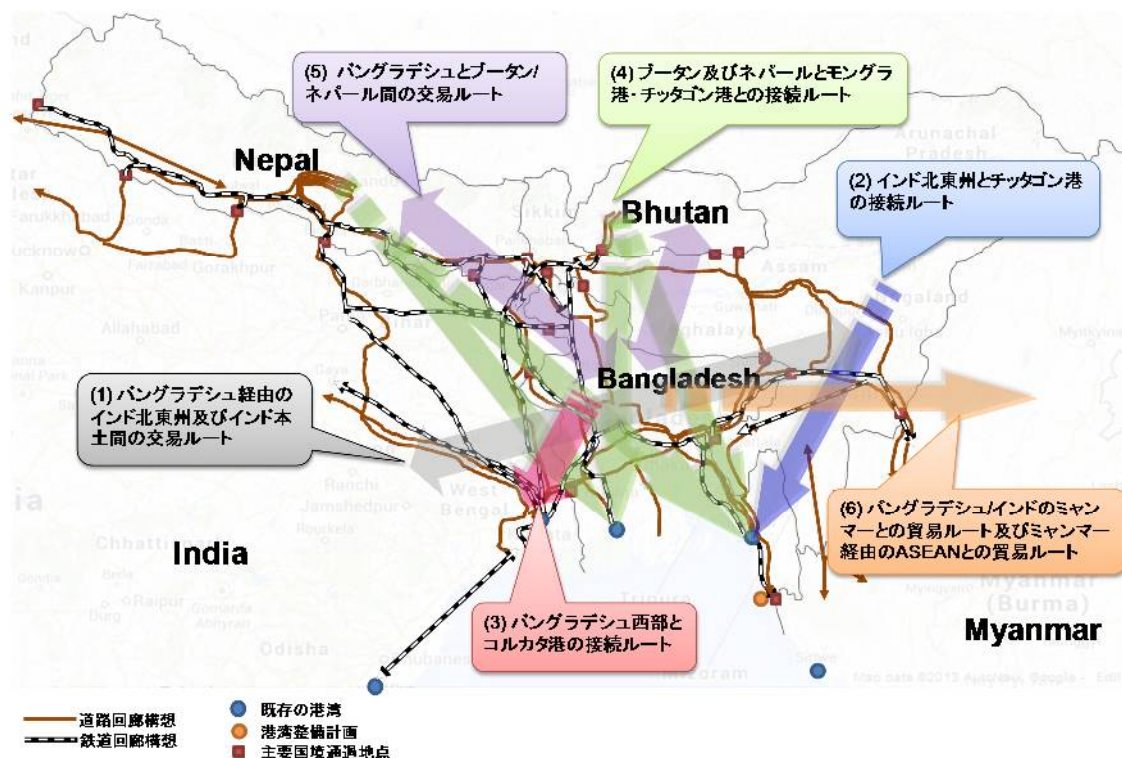 (5) バングラデシュとブータン/
ネパール間の交易ルート
(4) ブータン及びネパールとモングラ
港・チッタゴン港との接続ルート
(2) インド北東州とチッタゴン港
の接続ルート
Nepal
Bhutan
Arunachal
Pradesh
Sikkim
Assam
Farrukhabad
Gonda
Faizabad
Gorakhpur
Kanpur
Allahabad
Gaya
Bangladesh
(1) バングラデシュ経由の
インド北東州及びインド本
土間の交易ルート
Ranchi
Jamshedpur
West
Bengal
Rourkela
India
Raipur
Durg
Gondia
Odisha
(6) バングラデシュ/インドのミャン
マーとの貿易ルート及びミャンマー
経由のASEANとの貿易ルート
(3) バングラデシュ西部と
コルカタ港の接続ルート
Tripura
Mizoram
Myanmar
(Burma)
Myanmar
Sittwe
道路回廊構想
鉄道回廊構想
既存の港湾
港湾整備計画
主要国境通過地点